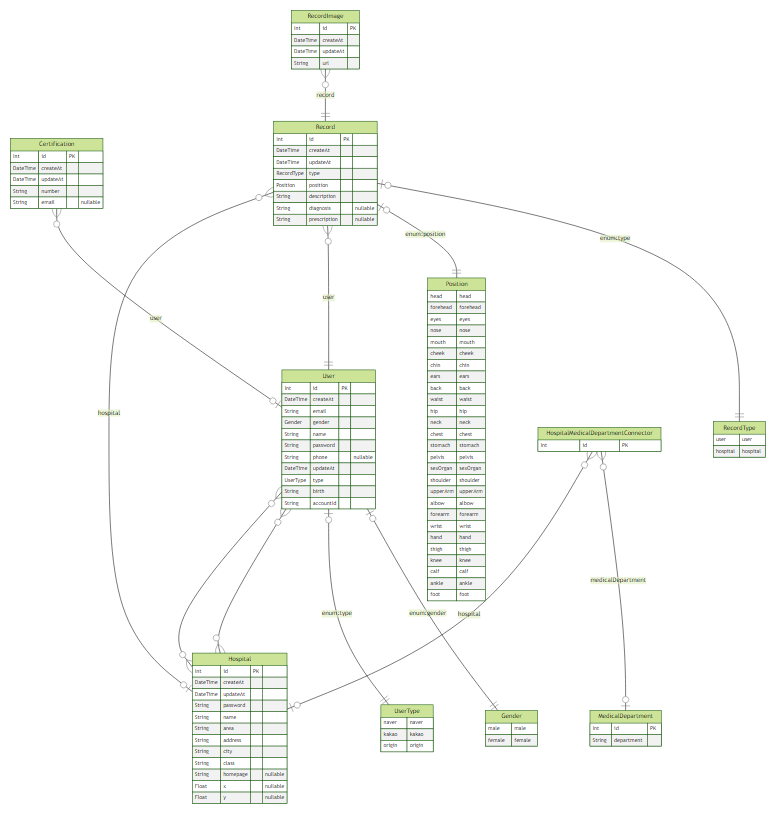 RecordImage
Int id PK
DateTime createAt
DateTime updateAt
String url
record
Record
Int id PK
DateTime createAt
DateTime updateAt
RecordType type
Position position
String description
String diagnosis nullable
String prescription nullable
Certification
Int id PK
DateTime createAt
DateTime updateAt
String number
String email nullable
enum:position
enum:type
user
user
hospital
Position
head head
forehead forehead
eyes eyes
nose nose
mouth mouth
cheek cheek
chin chin
ears ears
back back
waist waist
hip hip
neck neck
chest chest
stomach stomach
pelvis pelvis
sexOrgan sexOrgan
shoulder shoulder
upperArm upperArm
albow albow
forearm forearm
wrist wrist
hand hand
thigh thigh
knee knee
calf calf
ankle ankle
foot foot
User
Int id PK
DateTime createAt
String email
Gender gender
String name
String password
String phone nullable
DateTime updateAt
UserType type
String birth
String accountId
HospitalMedicalDepartmentConnector
Int id PK
RecordType
user user
hospital hospital
medicalDepartment
enum:type
enum:gender
hospital
Hospital
Int id PK
DateTime createAt
DateTime updateAt
String password
String name
String area
String address
String city
String class
String homepage nullable
Float x nullable
Float y nullable
UserType
naver naver
kakao kakao
origin origin
Gender
male male
female female
MedicalDepartment
Int id PK
String department